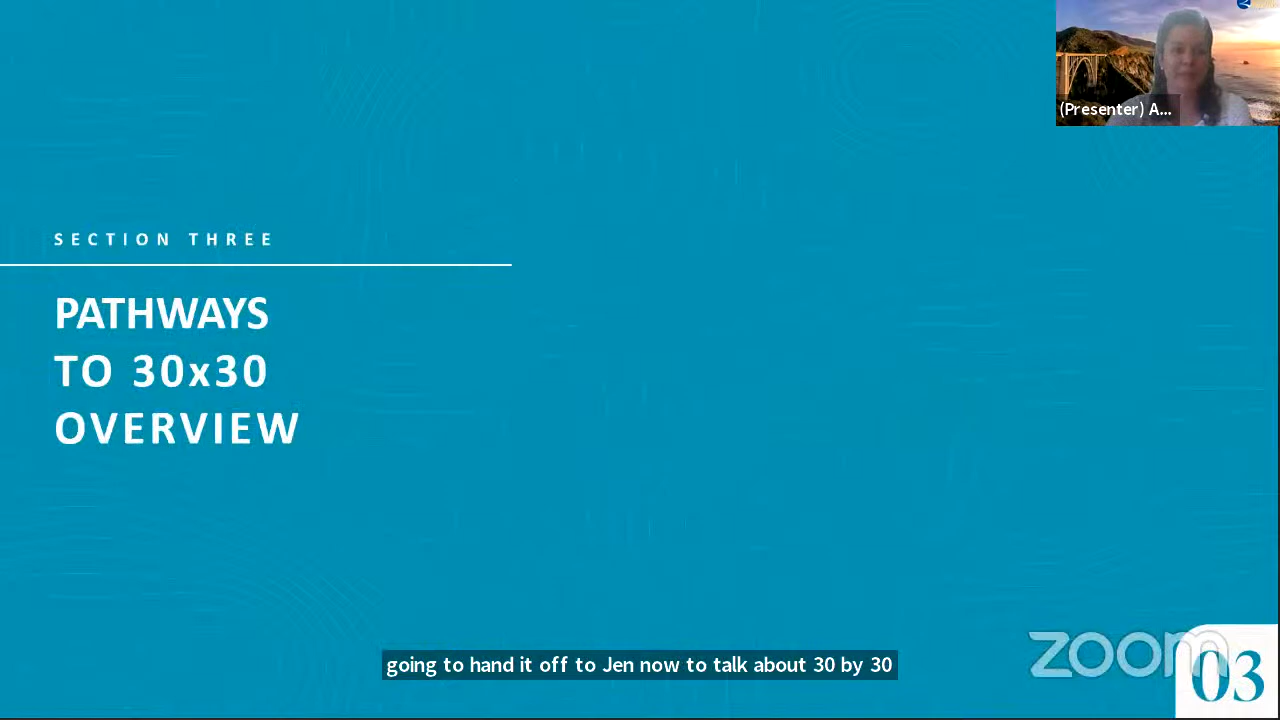 (Presenter) A...
SECTION THREE
PATHWAYS
TO 30x30
OVERVIEW
going to hand it off to Jen now to talk about 30 by 30
zoom
03